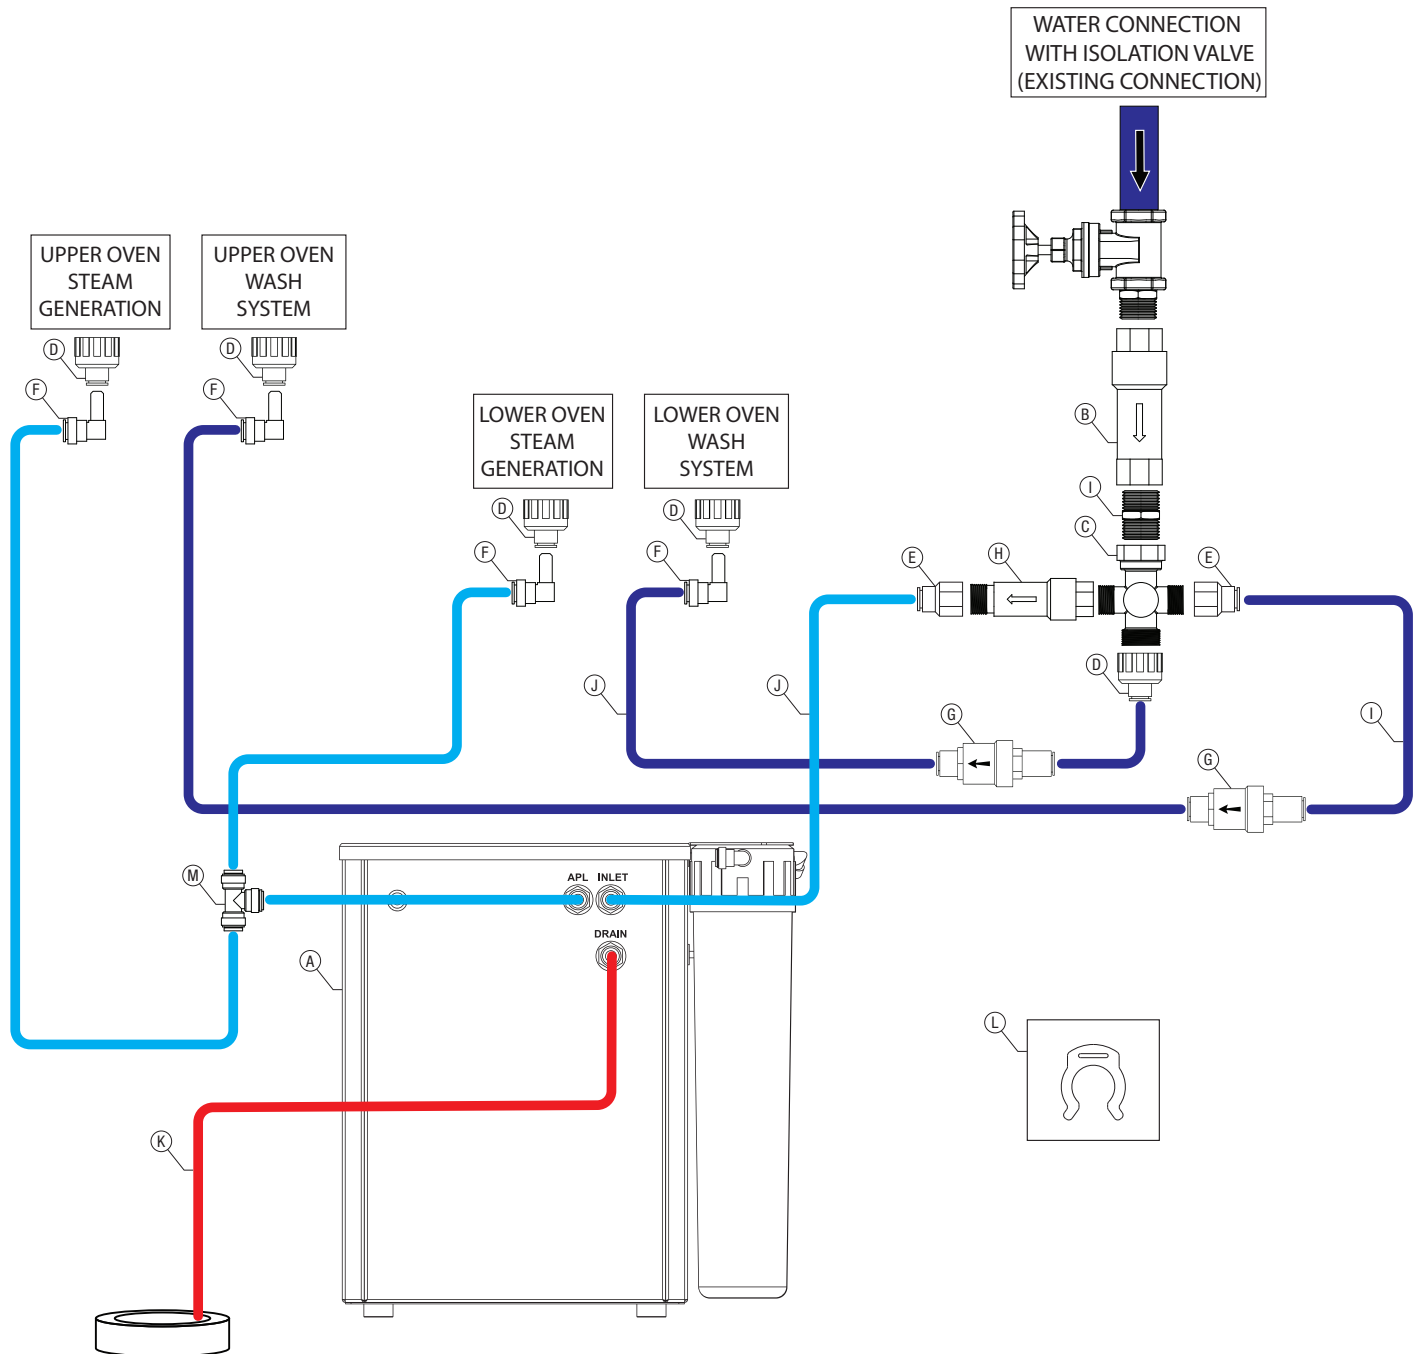 WATER CONNECTION
WITH ISOLATION VALVE
(EXISTING CONNECTION)
UPPER OVEN
STEAM
GENERATION
UPPER OVEN
WASH
SYSTEM
D
D
F
F
LOWER OVEN
STEAM
GENERATION
LOWER OVEN
WASH
SYSTEM
B
I
D
D
C
F
F
E
H
E
D
J
J
G
I
G
M
APL INLET
DRAIN
A
L
K